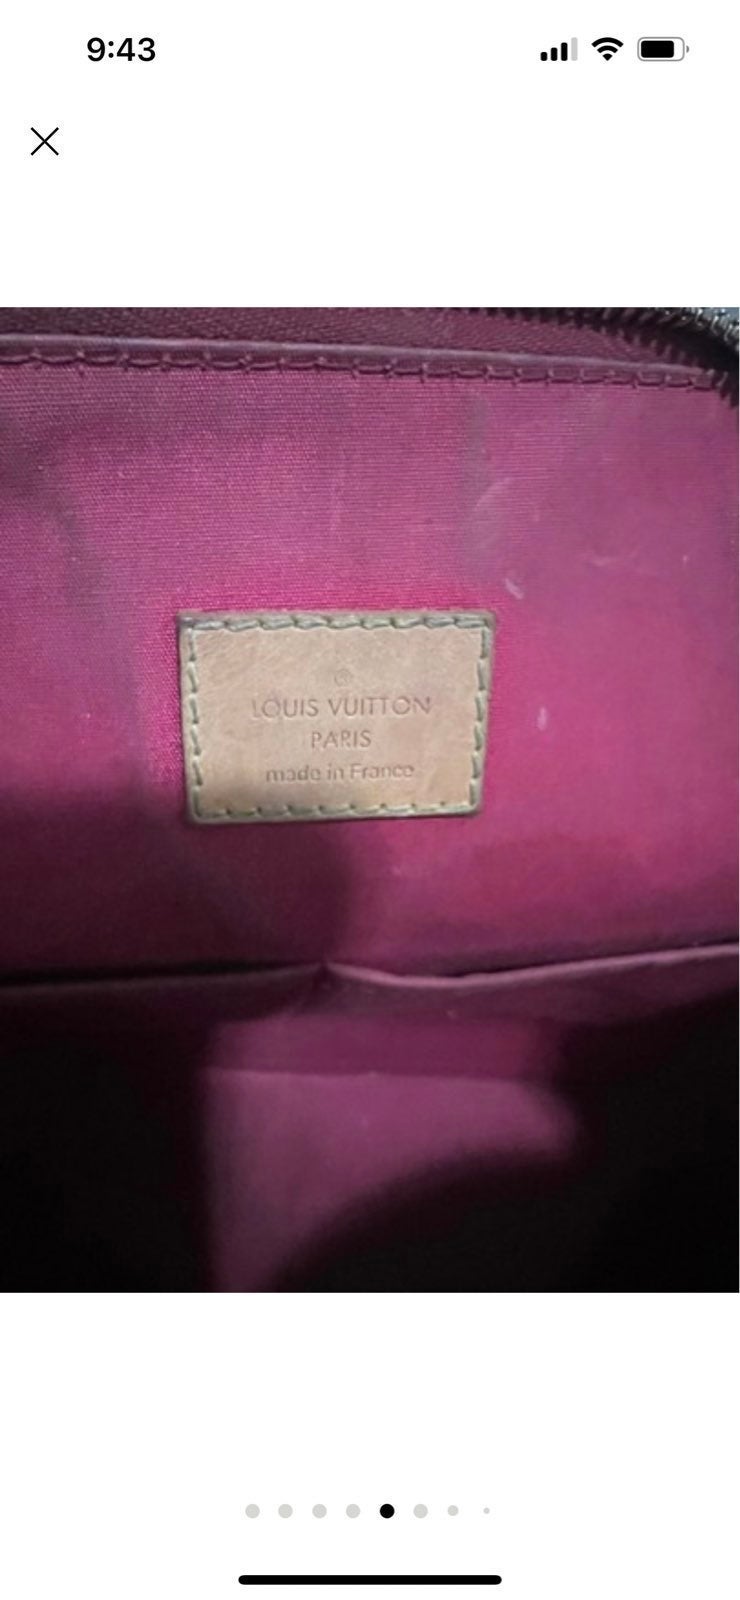 9:43
®
LOUIS VUITTON
PARIS
made in France